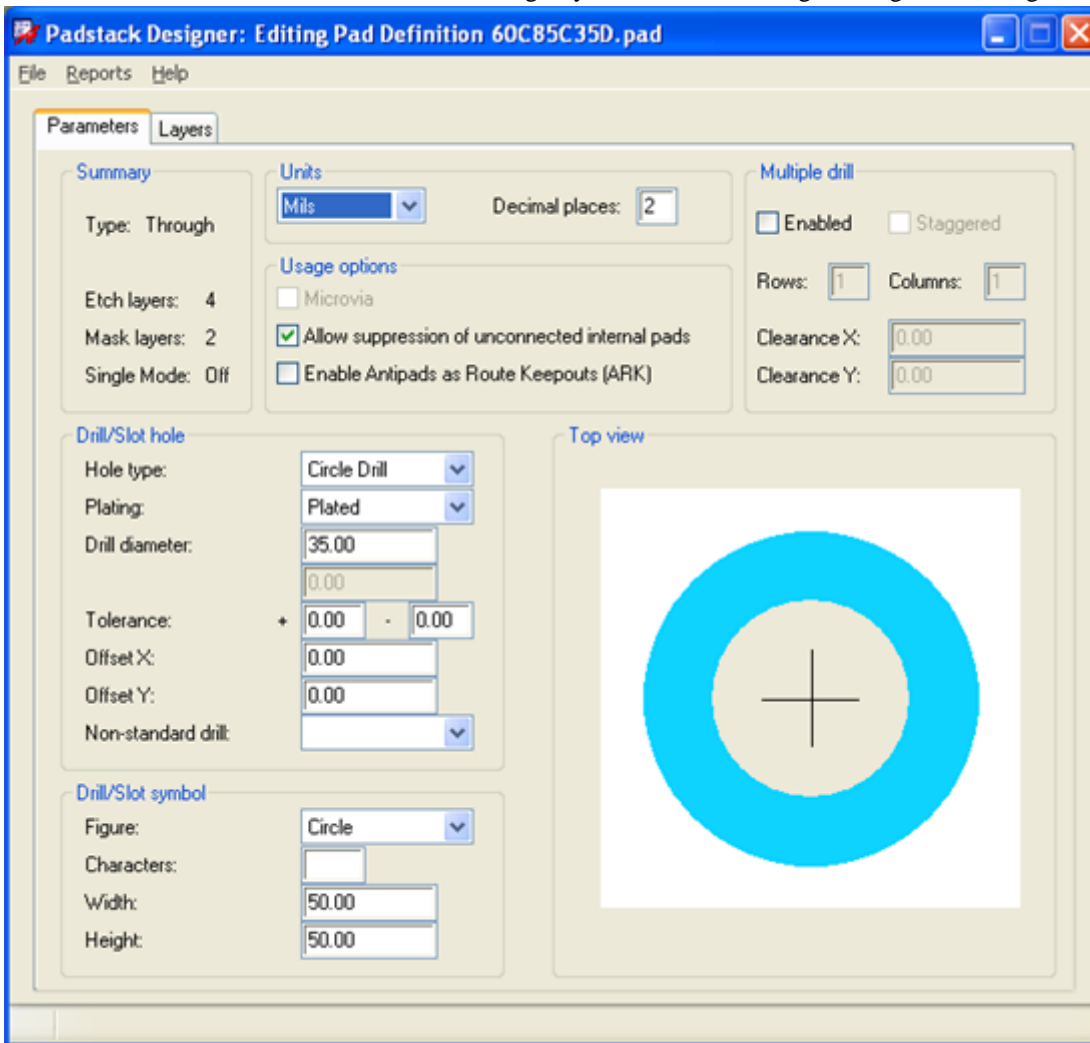 Padstack Designer: Editing Pad Definition 60C85C35D.pad
File Reports Help
Parameters Layers
Summary
Type: Through
Etch layers: 4
Mask layers: 2
Single Mode: Off
Units
Mils
Decimal places: 2
Usage options
Microvia
Allow suppression of unconnected internal pads
Enable Antipads as Route Keepouts (ARK)
Multiple drill
Enabled Staggered
Rows: 1 Columns: 1
Clearance X: 0.00
Clearance Y: 0.00
Drill/Slot hole
Hole type: Circle Drill
Plating: Plated
Drill diameter: 35.00
0.00
Tolerance: + 0.00 - 0.00
Offset X: 0.00
Offset Y: 0.00
Non-standard drill:
Drill/Slot symbol
Figure: Circle
Characters:
Width: 50.00
Height: 50.00
Top view